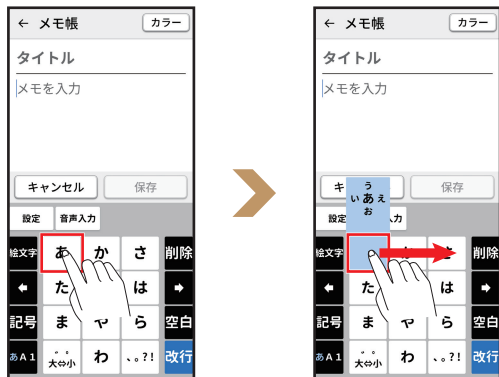 ← メモ帳 カラー
タイトル
メモを入力
キャンセル 保存
設定 音声入力
絵文字 あ か さ 削除
← た は →
記号 ま や ら 空白
あA1 大⇔小 わ 、。?! 改行
← メモ帳 カラー
タイトル
メモを入力
キ 保存
う
い あ え
お
設定 力
絵文字 か さ 削除
← た は →
記号 ま や ら 空白
あA1 大⇔小 わ 、。?! 改行